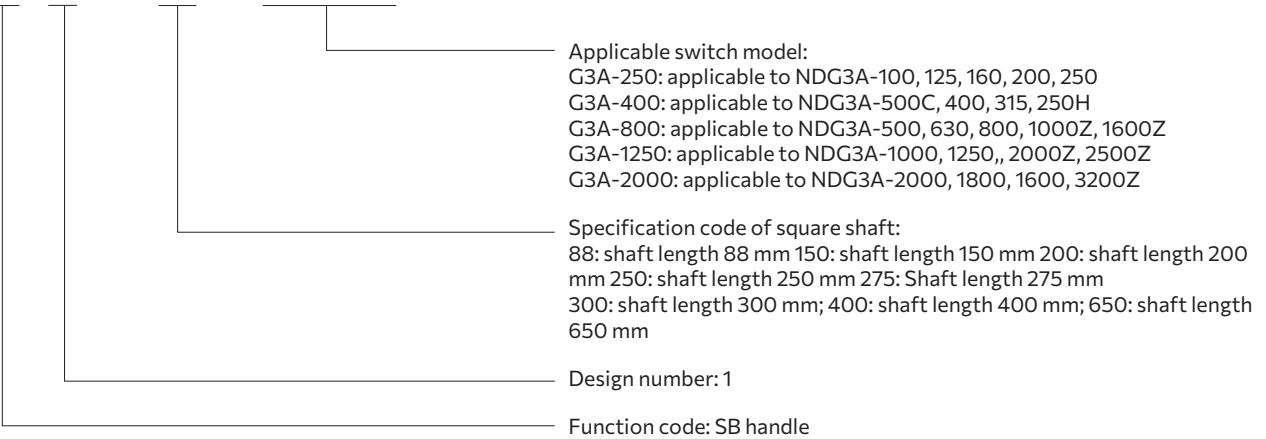 Applicable switch model:
G3A-250: applicable to NDG3A-100, 125, 160, 200, 250
G3A-400: applicable to NDG3A-500C, 400, 315, 250H
G3A-800: applicable to NDG3A-500, 630, 800, 1000Z, 1600Z
G3A-1250: applicable to NDG3A-1000, 1250,, 2000Z, 2500Z
G3A-2000: applicable to NDG3A-2000, 1800, 1600, 3200Z
Specification code of square shaft:
88: shaft length 88 mm 150: shaft length 150 mm 200: shaft length 200
mm 250: shaft length 250 mm 275: Shaft length 275 mm
300: shaft length 300 mm; 400: shaft length 400 mm; 650: shaft length
650 mm
Design number: 1
Function code: SB handle